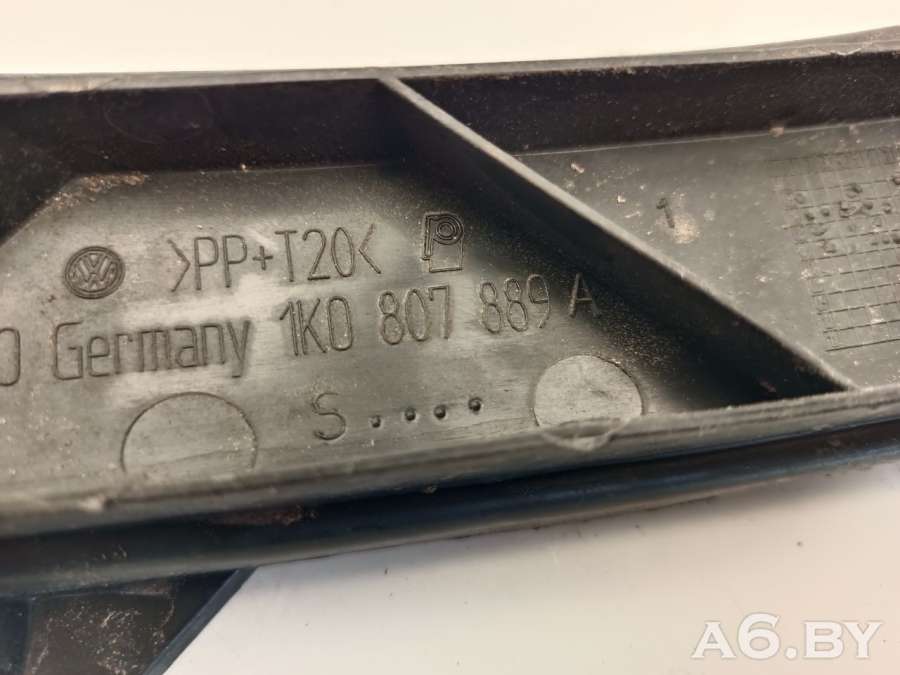 >PP+T20<
Germany 1K0 807 889 A
S
1
A6.BY